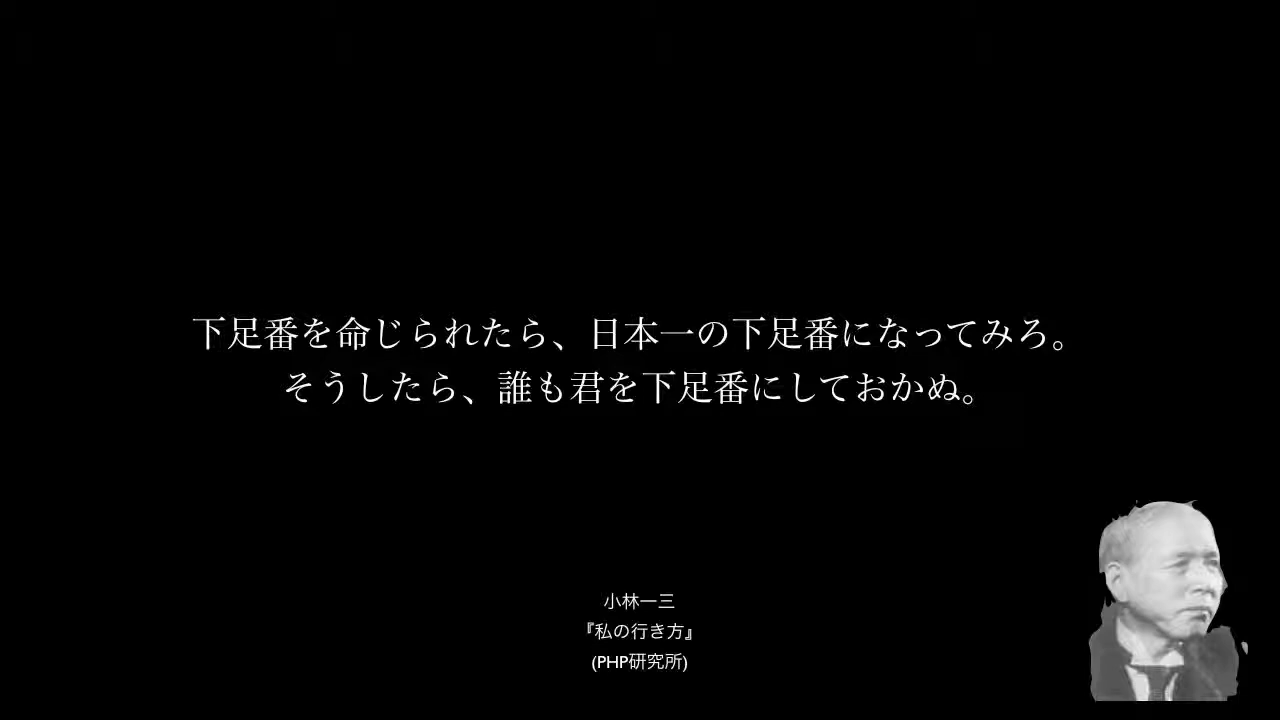 下足番を命じられたら、日本一の下足番になってみろ。
そうしたら、誰も君を下足番にしておかぬ。
小林一三
『私の行き方』
(PHP研究所)